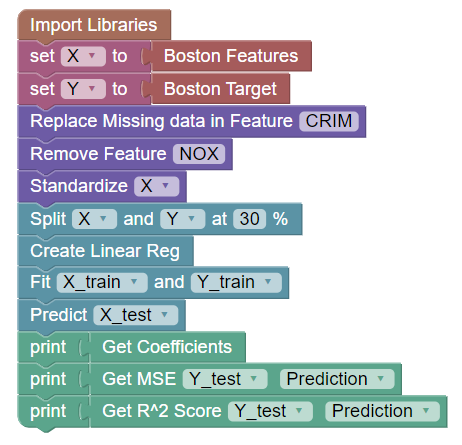 Import Libraries
set X to Boston Features
set Y to Boston Target
Replace Missing data in Feature CRIM
Remove Feature NOX
Standardize X
Split X and Y at 30 %
Create Linear Reg
Fit X_train and Y_train
Predict X_test
print Get Coefficients
print Get MSE Y_test Prediction
print Get R^2 Score Y_test Prediction